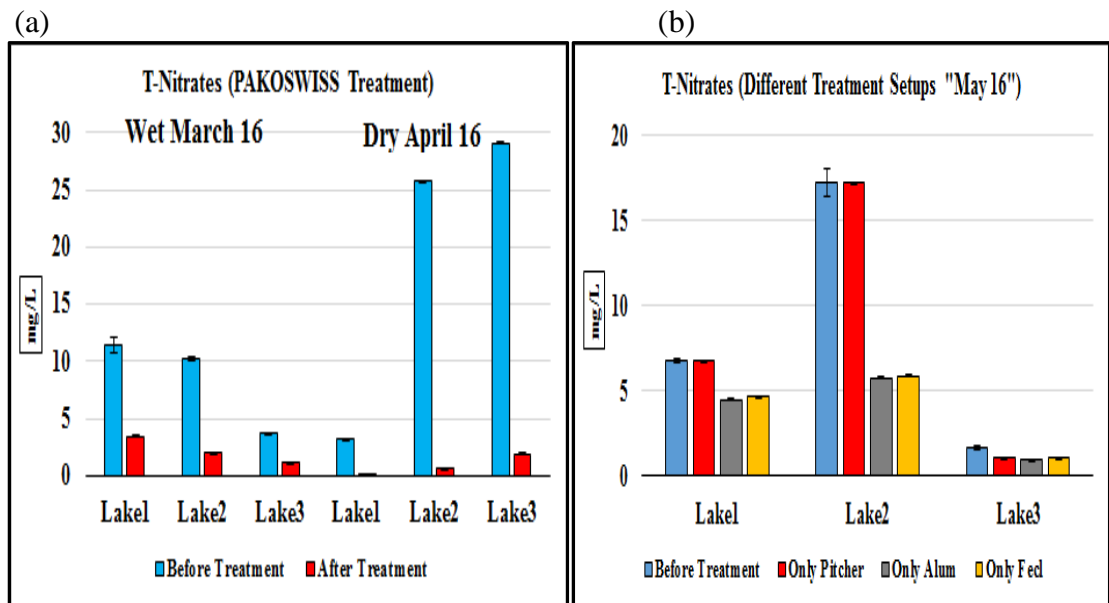 (a)
T-Nitrates (PAKOSWISS Treatment)
Wet March 16
Dry April 16
30
25
20
15
10
5
0
mg/L
Lake1 Lake2 Lake3 Lake1 Lake2 Lake3
Before Treatment After Treatment
(b)
T-Nitrates (Different Treatment Setups "May 16")
20
15
10
5
0
mg/L
Lake1 Lake2 Lake3
Before Treatment Only Pitcher Only Alum Only Fecl